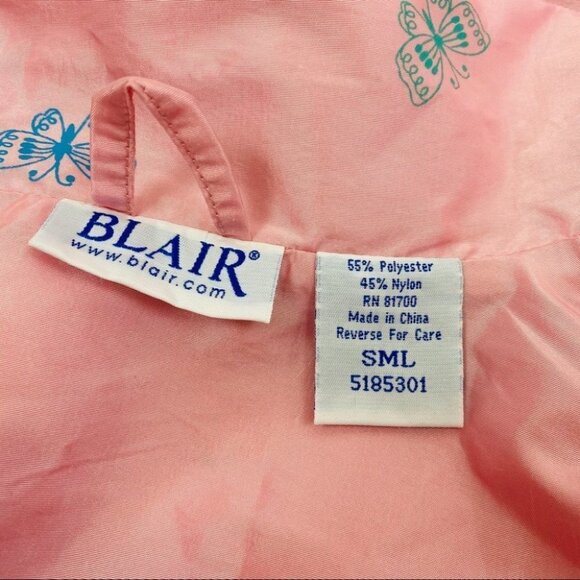 BLAIR®
www.blair.com
55% Polyester
45% Nylon
RN 81700
Made in China
Reverse For Care
SML
5185301